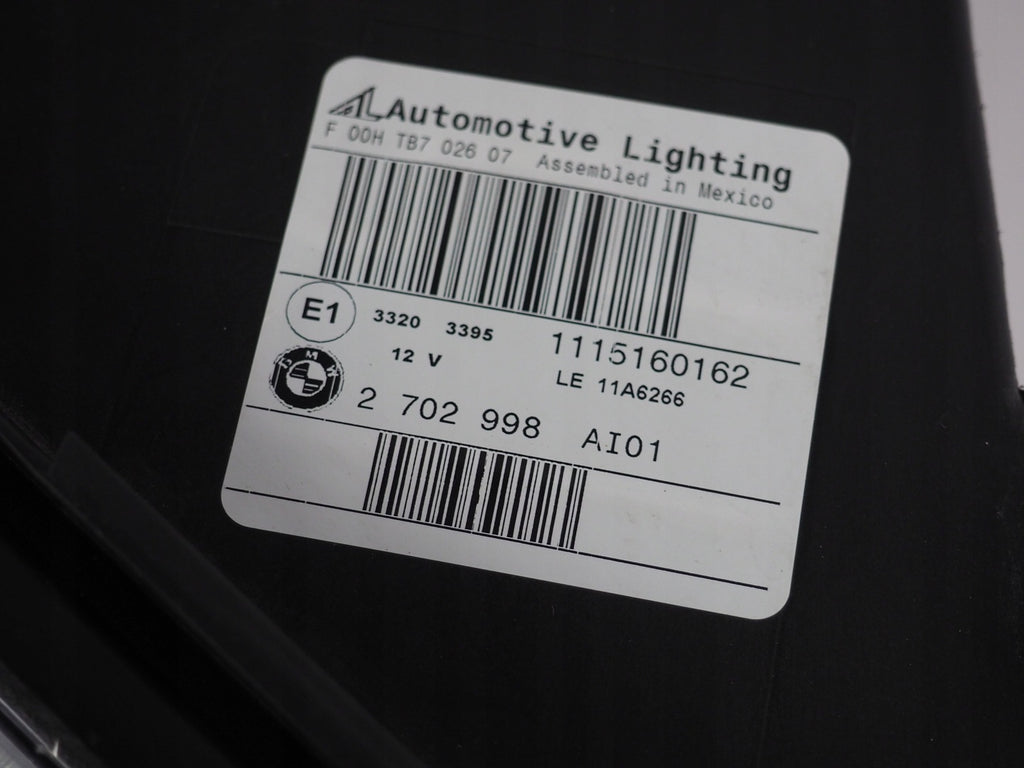 AL Automotive Lighting
F 00H TB7 026 07 Assembled in Mexico
E1 3320 3395 1115160162
12 V LE 11A6266
BMW 2 702 998 AI01